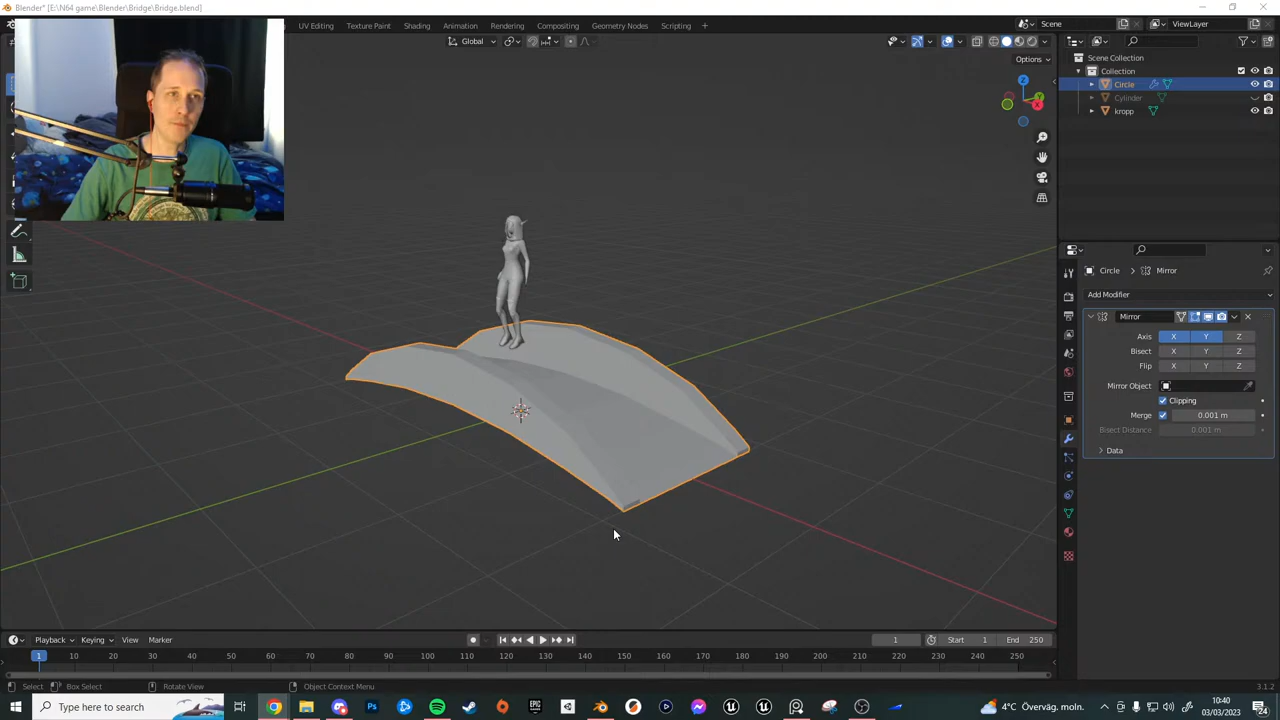 Blender* [E:\N64 game\Blender\Bridge\Bridge.blend]
UV Editing Texture Paint Shading Animation Rendering Compositing Geometry Nodes Scripting +
Scene ViewLayer
Global
Options
Scene Collection
Collection
Circle
Cylinder
kropp
Z
Y
X
Circle > Mirror
Add Modifier
Mirror
Axis X Y Z
Bisect X Y Z
Flip X Y Z
Mirror Object
Clipping
Merge 0.001 m
Bisect Distance 0.001 m
Data
Playback Keying View Marker
1 Start 1 End 250
1 10 20 30 40 50 60 70 80 90 100 110 120 130 140 150 160 170 180 190 200 210 220 230 240 250
Select Box Select Rotate View Object Context Menu 3.1.2
Type here to search
4°C Överväg. moln. 10:40
03/03/2023